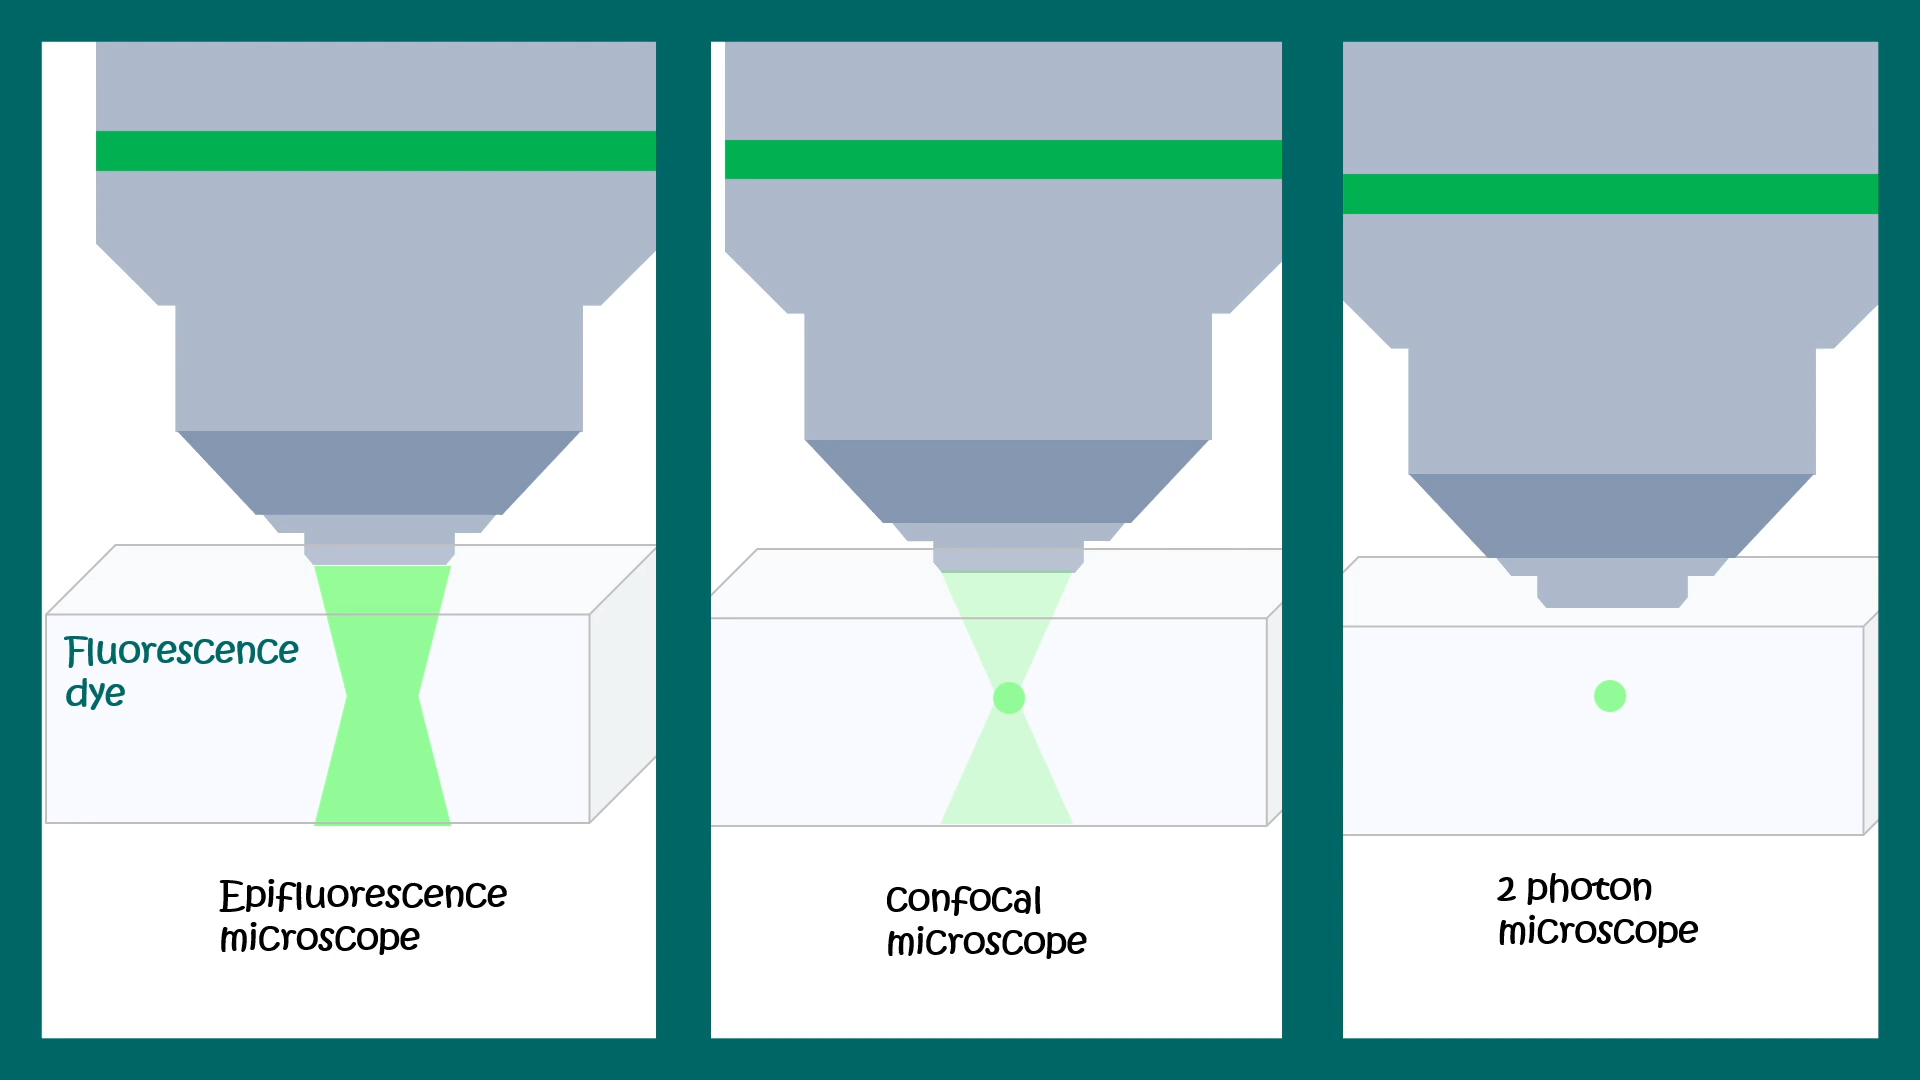 Fluorescence
dye
Epifluorescence
microscope
confocal
microscope
2 photon
microscope